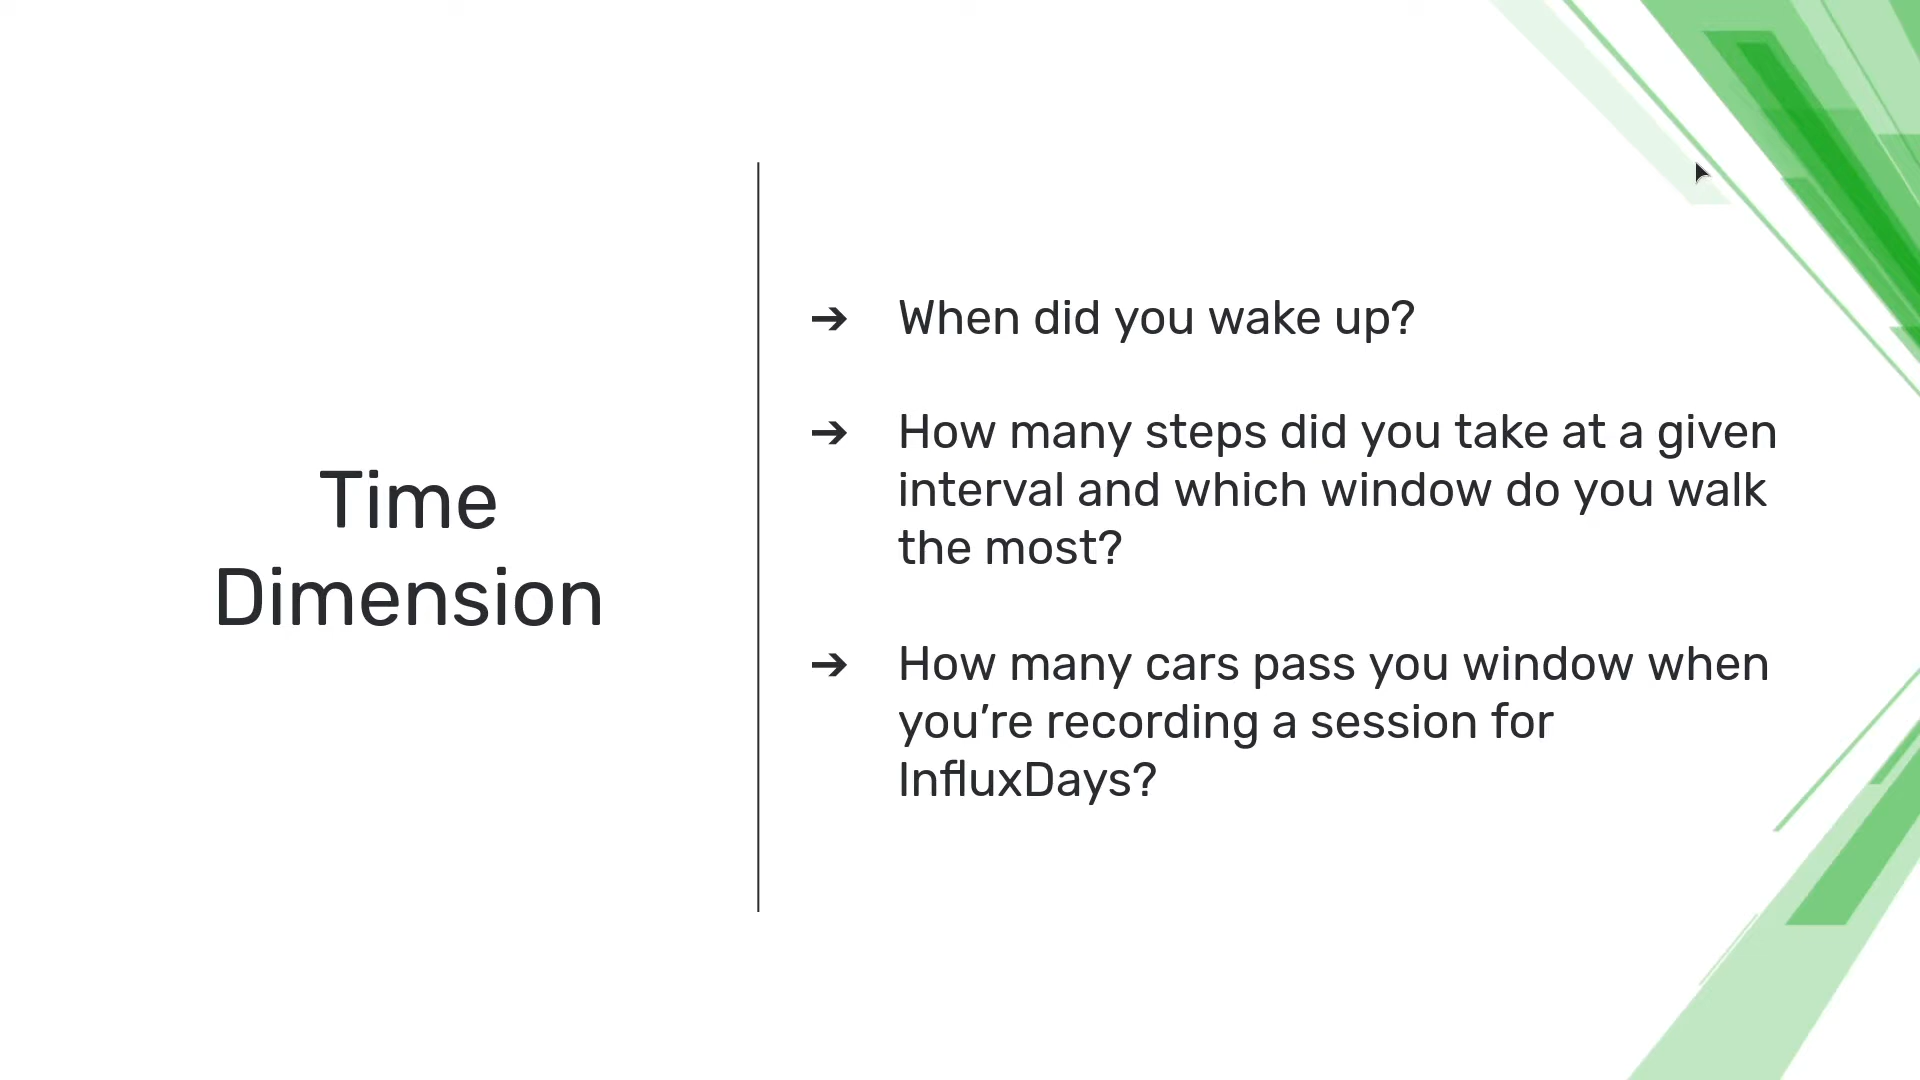 Time
Dimension
➔ When did you wake up?
➔ How many steps did you take at a given
interval and which window do you walk
the most?
➔ How many cars pass you window when
you’re recording a session for
InfluxDays?